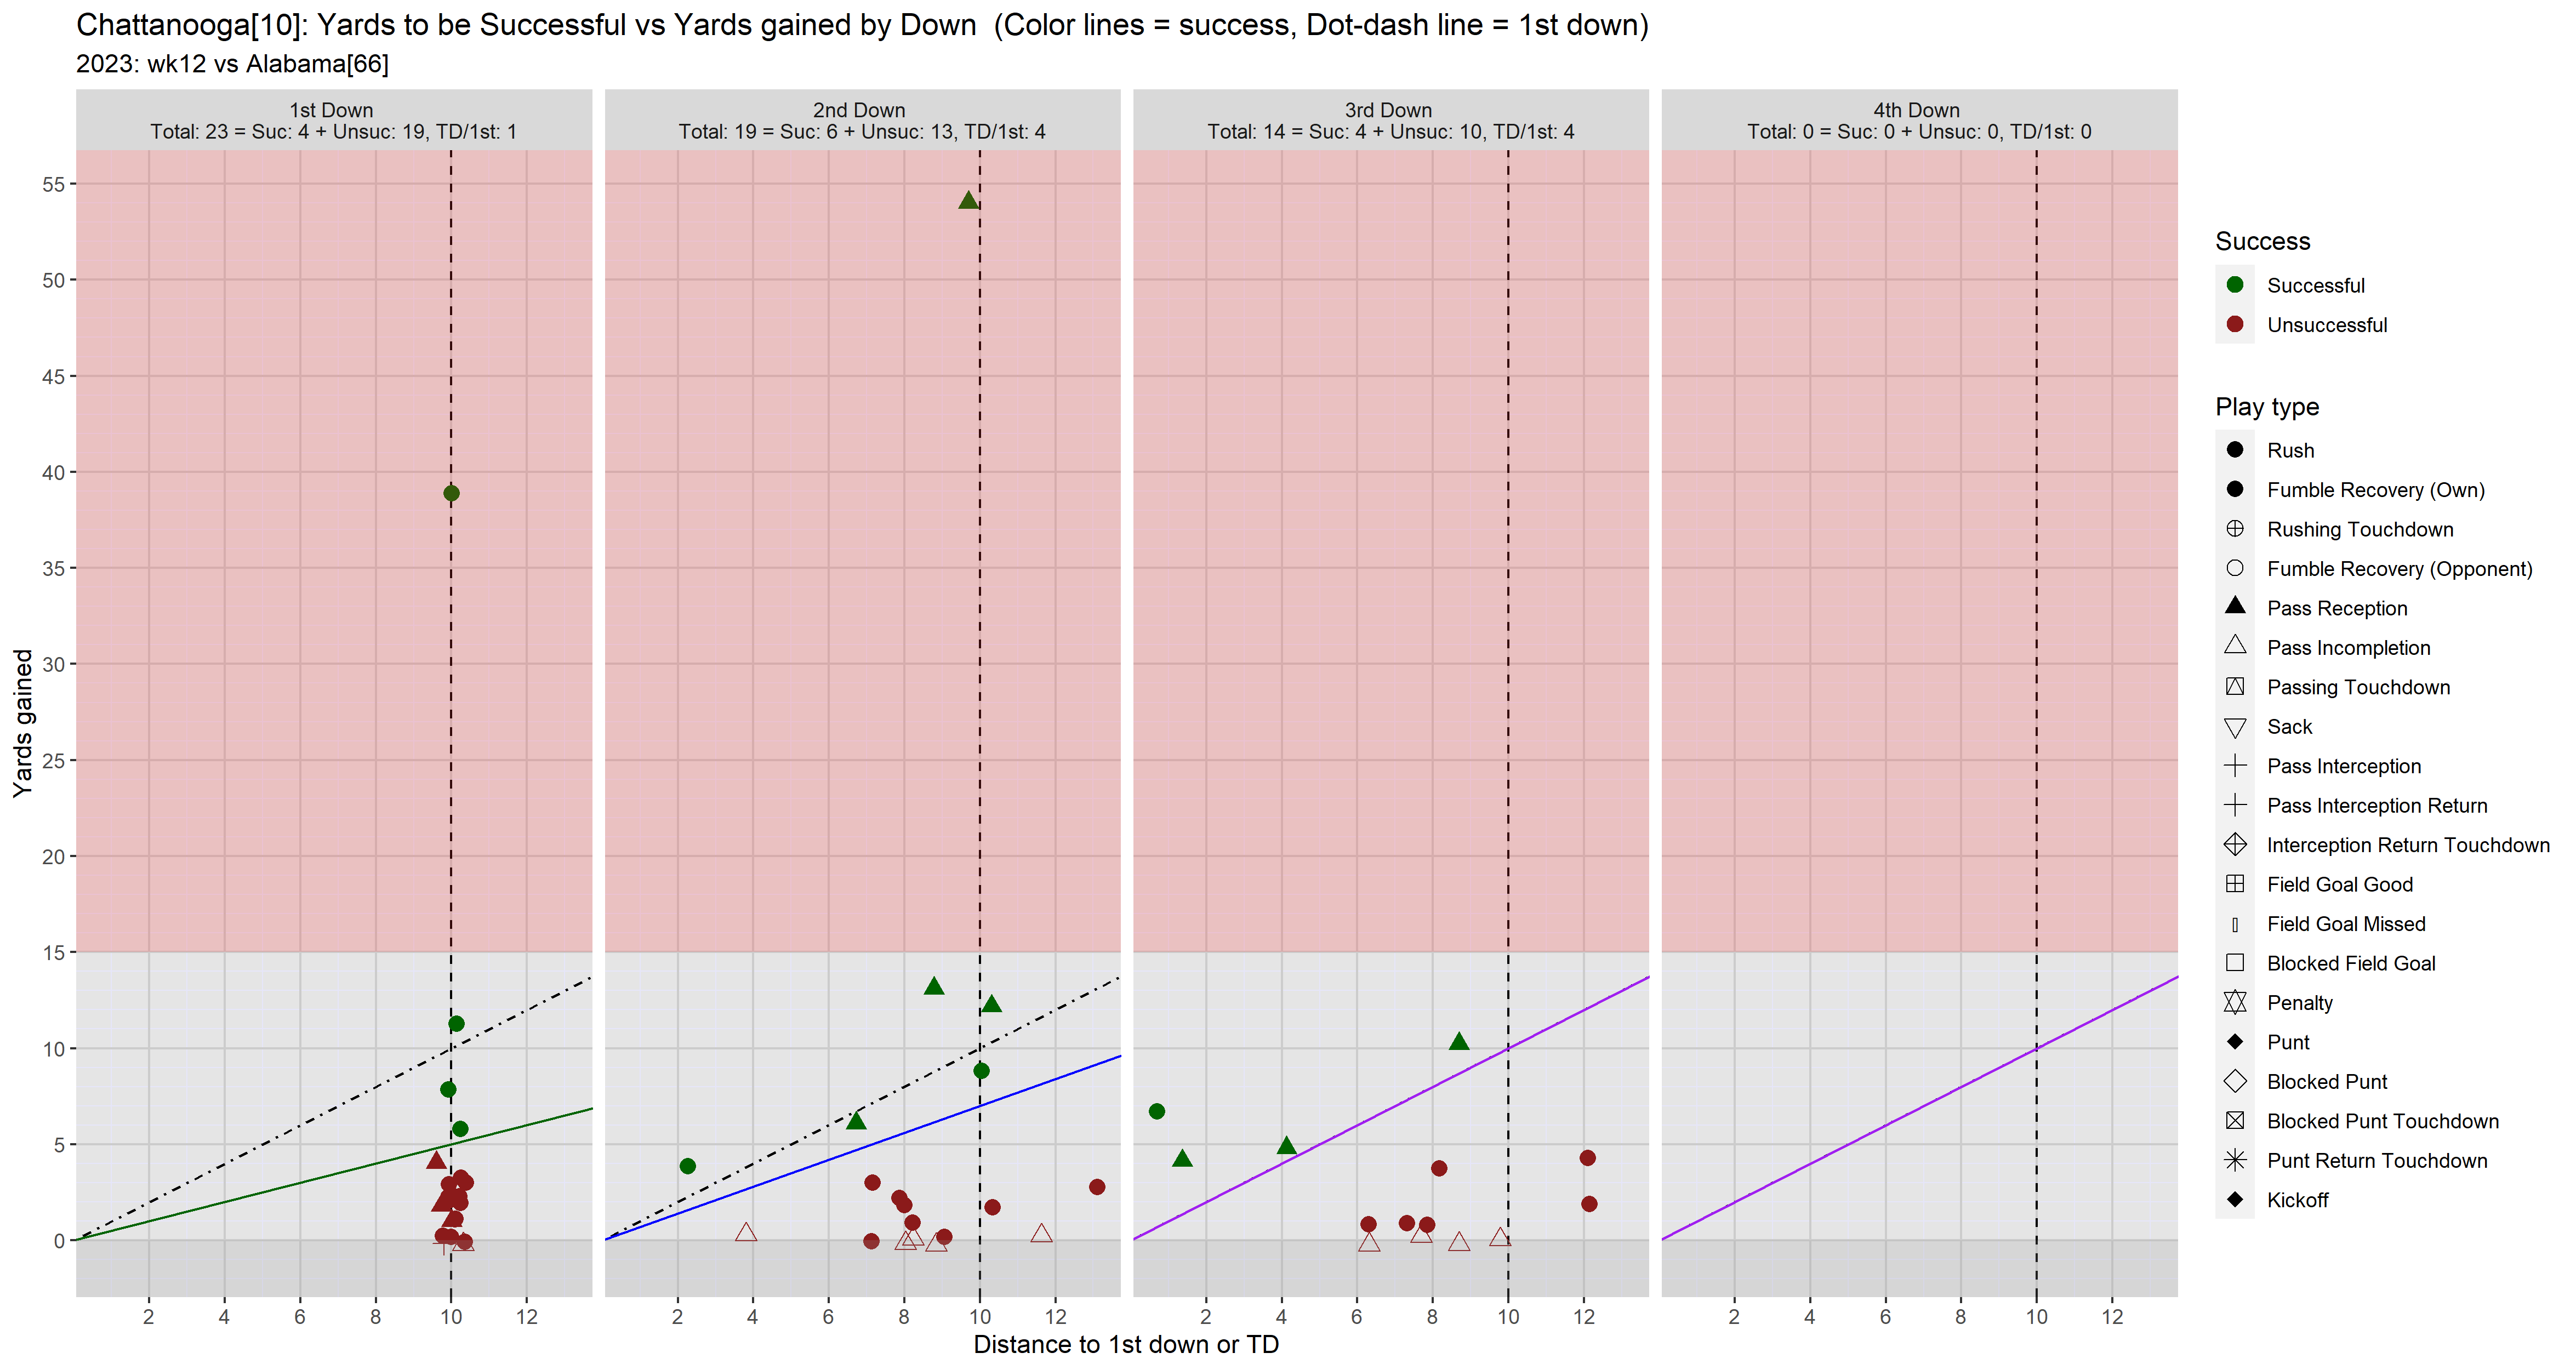 Chattanooga[10]: Yards to be Successful vs Yards gained by Down  (Color lines = success, Dot-dash line = 1st down)
2023: wk12 vs Alabama[66]
1st Down
Total: 23 = Suc: 4 + Unsuc: 19, TD/1st: 1
2nd Down
Total: 19 = Suc: 6 + Unsuc: 13, TD/1st: 4
3rd Down
Total: 14 = Suc: 4 + Unsuc: 10, TD/1st: 4
4th Down
Total: 0 = Suc: 0 + Unsuc: 0, TD/1st: 0
Yards gained
55
50
45
40
35
30
25
20
15
10
5
0
2 4 6 8 10 12
2 4 6 8 10 12
2 4 6 8 10 12
2 4 6 8 10 12
Distance to 1st down or TD
Success
Successful
Unsuccessful
Play type
Rush
Fumble Recovery (Own)
Rushing Touchdown
Fumble Recovery (Opponent)
Pass Reception
Pass Incompletion
Passing Touchdown
Sack
Pass Interception
Pass Interception Return
Interception Return Touchdown
Field Goal Good
Field Goal Missed
Blocked Field Goal
Penalty
Punt
Blocked Punt
Blocked Punt Touchdown
Punt Return Touchdown
Kickoff